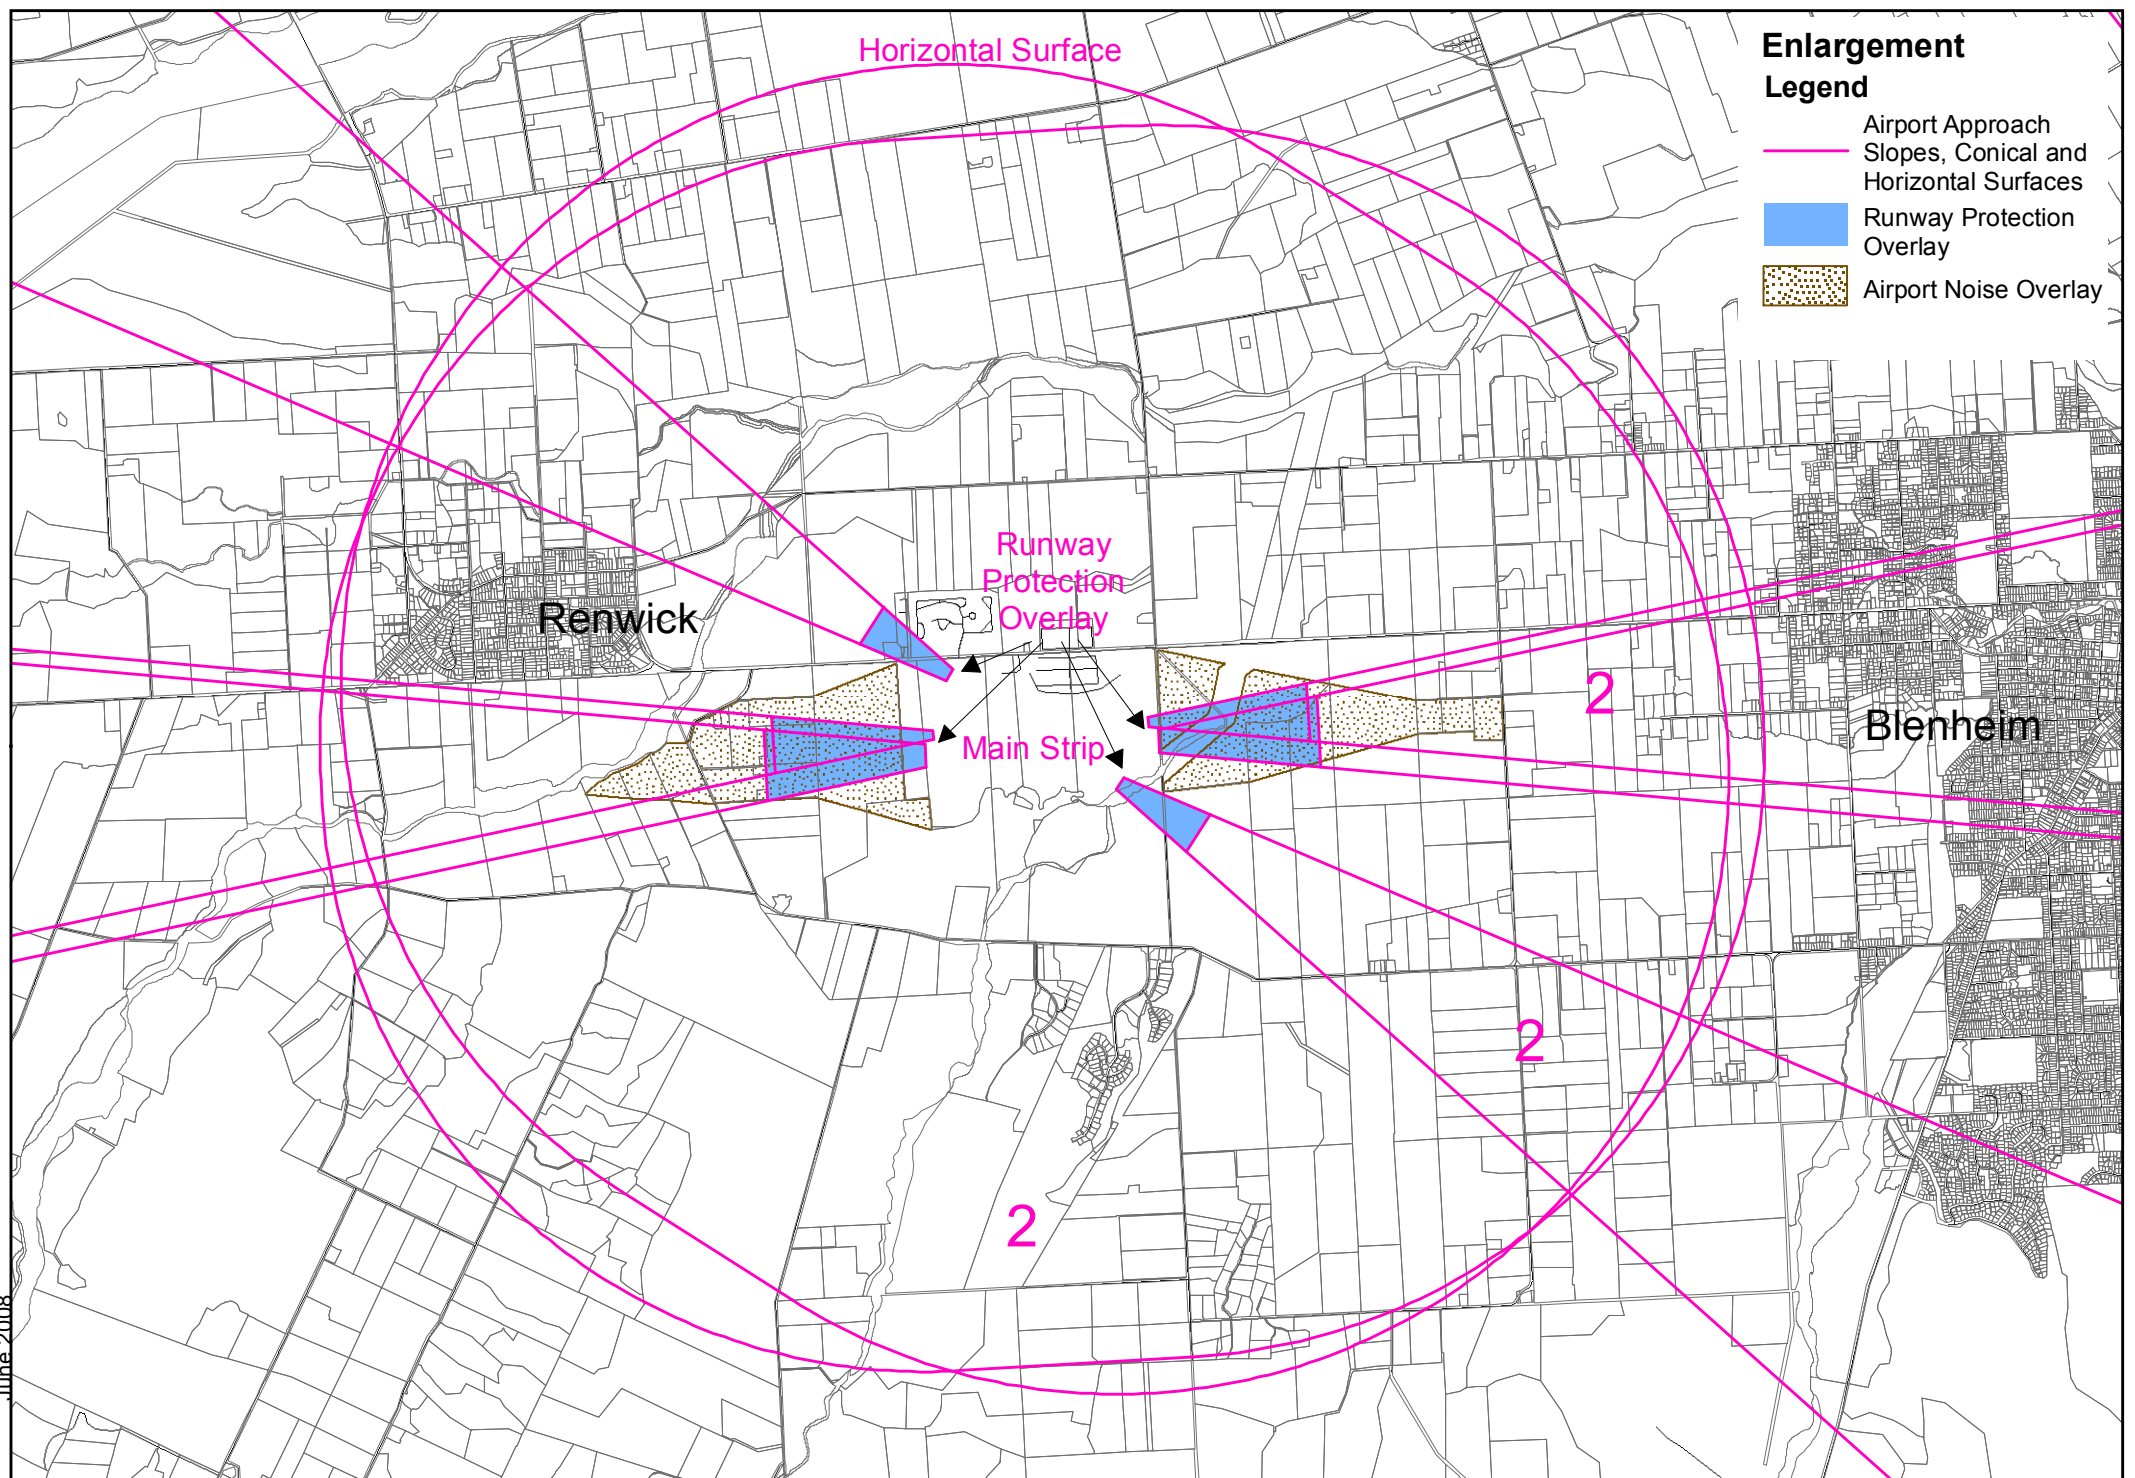 Horizontal Surface
Enlargement
Legend
Airport Approach
Slopes, Conical and
Horizontal Surfaces
Runway Protection
Overlay
Airport Noise Overlay
Runway
Protection
Overlay
Renwick
2
Blenheim
Main Strip
2
2
June 2008